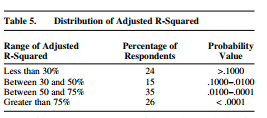 Table 5. Distribution of Adjusted R-Squared
Range of Adjusted Percentage of Probability
R-Squared Respondents Value
Less than 30% 24 >.1000
Between 30 and 50% 15 .1000-.0100
Between 50 and 75% 35 .0100-.0001
Greater than 75% 26 <.0001